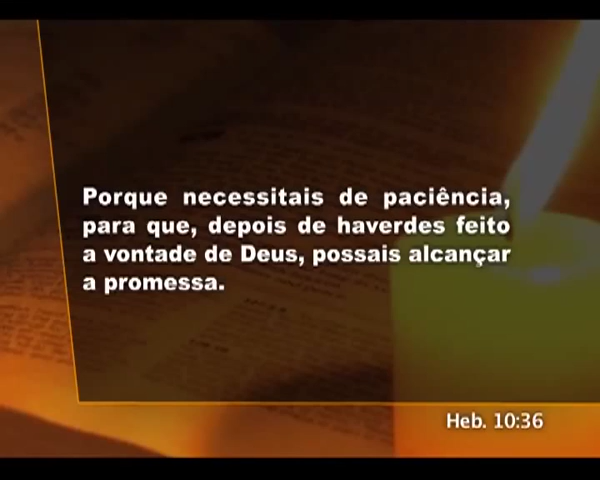 Porque necessitais de paciência,
para que, depois de haverdes feito
a vontade de Deus, possais alcançar
a promessa.
Heb. 10:36